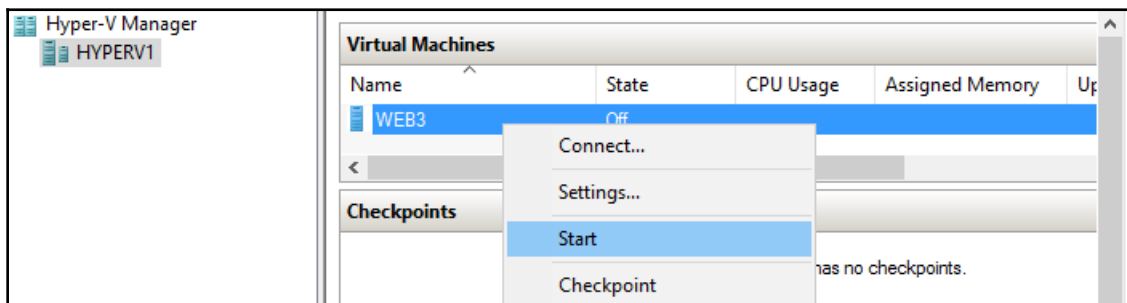 Hyper-V Manager
HYPERV1
Virtual Machines
Name State CPU Usage Assigned Memory
WEB3 Off
Connect...
Settings...
Checkpoints
Start
has no checkpoints.
Checkpoint